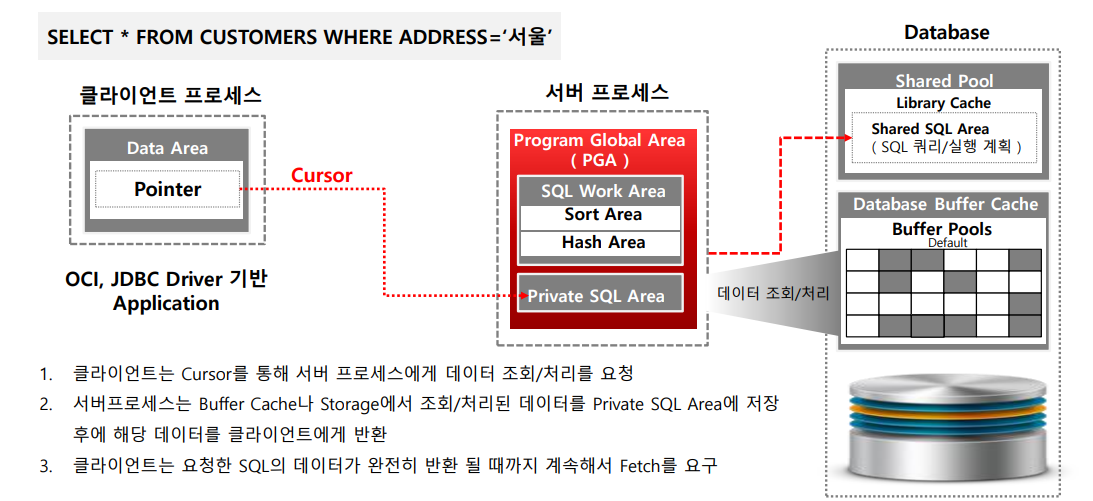 SELECT * FROM CUSTOMERS WHERE ADDRESS=‘서울’
Database
클라이언트 프로세스
서버 프로세스
Data Area
Pointer
Cursor
OCI, JDBC Driver 기반
Application
Program Global Area
( PGA )
SQL Work Area
Sort Area
Hash Area
Private SQL Area
Shared Pool
Library Cache
Shared SQL Area
( SQL 쿼리/실행 계획 )
Database Buffer Cache
Buffer Pools
Default
데이터 조회/처리
1. 클라이언트는 Cursor를 통해 서버 프로세스에게 데이터 조회/처리를 요청
2. 서버프로세스는 Buffer Cache나 Storage에서 조회/처리된 데이터를 Private SQL Area에 저장
후에 해당 데이터를 클라이언트에게 반환
3. 클라이언트는 요청한 SQL의 데이터가 완전히 반환 될 때까지 계속해서 Fetch를 요구